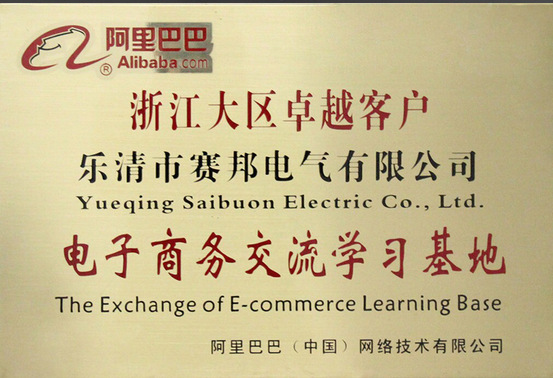 阿里巴巴
Alibaba.com
®
浙江大区卓越客户
乐清市赛邦电气有限公司
Yueqing Saibuon Electric Co., Ltd.
电子商务交流学习基地
The Exchange of E-commerce Learning Base
阿里巴巴（中国）网络技术有限公司